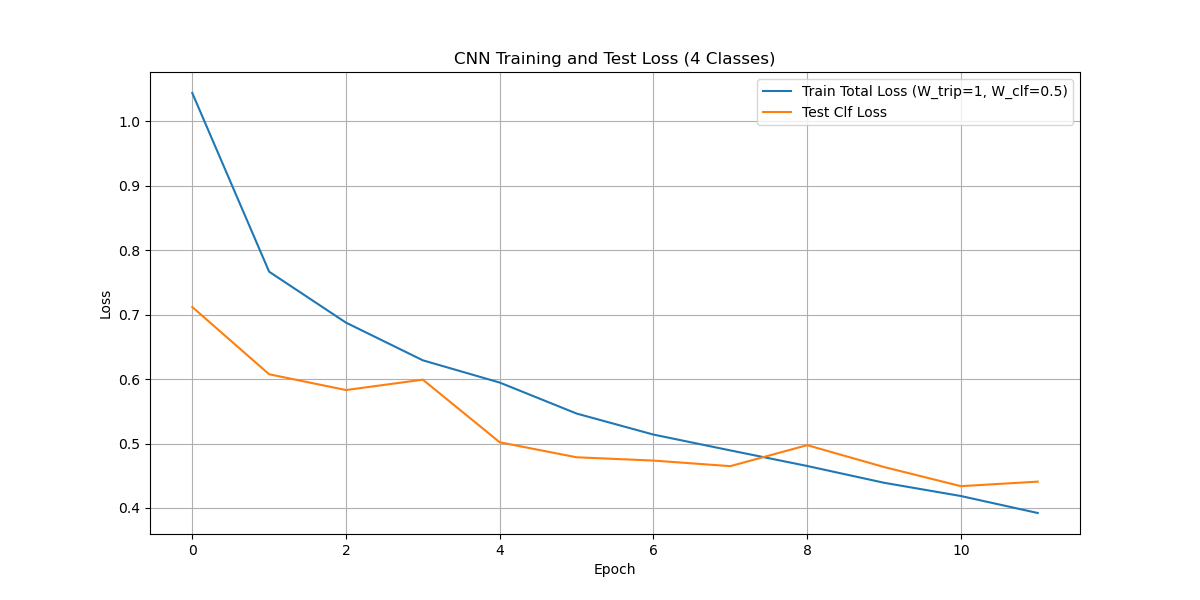 CNN Training and Test Loss (4 Classes)
Train Total Loss (W_trip=1, W_clf=0.5)
Test Clf Loss
Loss
1.0
0.9
0.8
0.7
0.6
0.5
0.4
0 2 4 6 8 10
Epoch